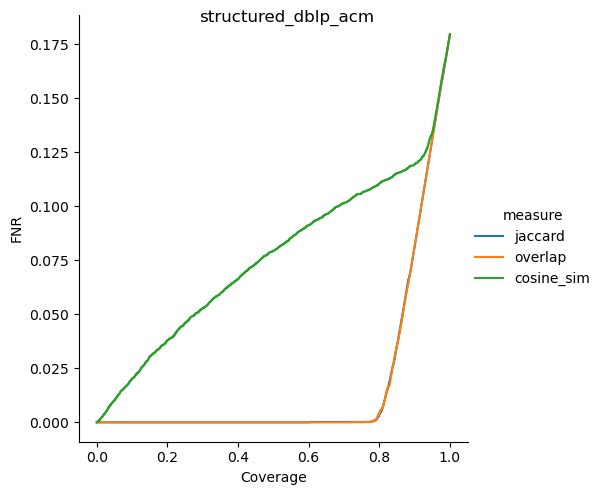 structured_dblp_acm
0.175
0.150
0.125
0.100
0.075
0.050
0.025
0.000
FNR
0.0 0.2 0.4 0.6 0.8 1.0
Coverage
measure
jaccard
overlap
cosine_sim